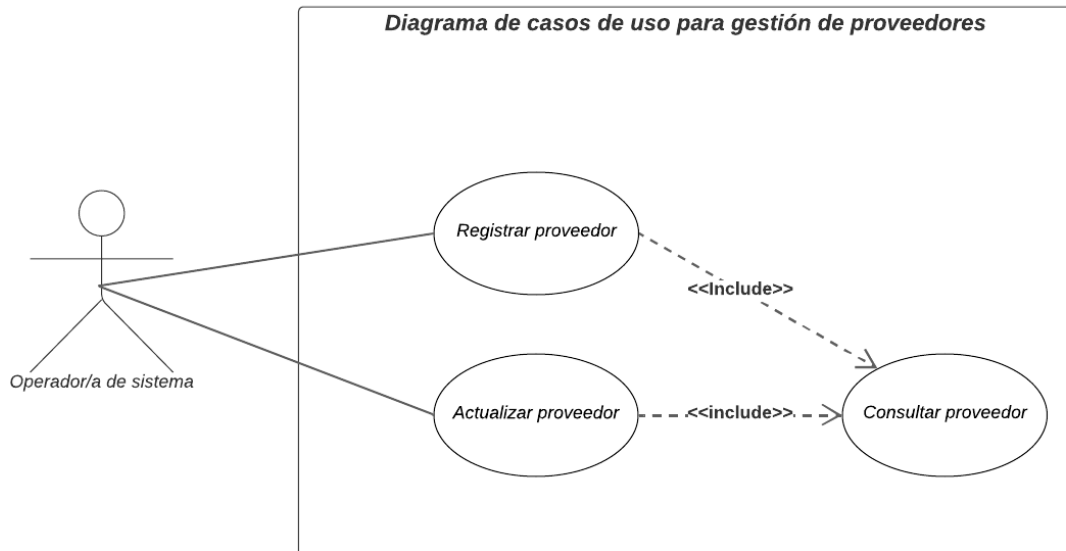 Diagrama de casos de uso para gestión de proveedores
Registrar proveedor
<<Include>>
Operador/a de sistema
Actualizar proveedor
<<include>>
Consultar proveedor